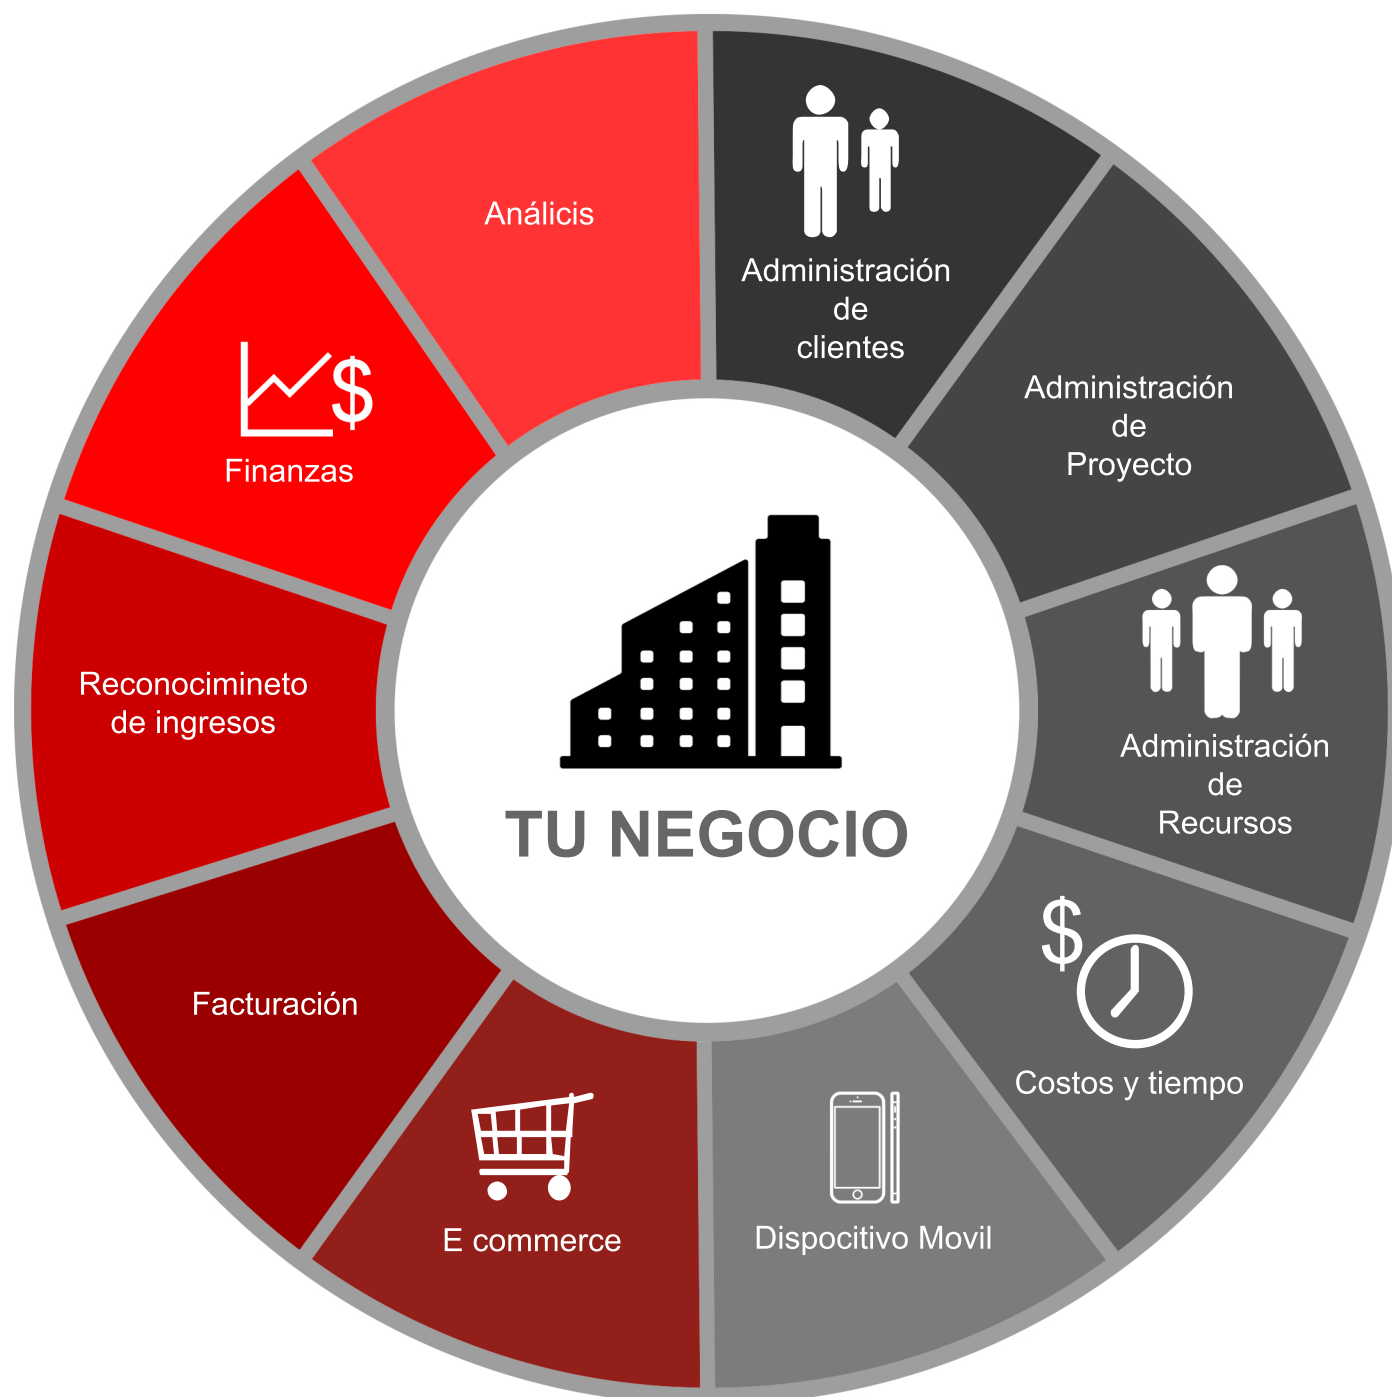 Análicis
Administración
de
clientes
Administración
de
Proyecto
Administración
de
Recursos
$
Costos y tiempo
Dispocitivo Movil
E commerce
Facturación
Reconocimineto
de ingresos
$
Finanzas
TU NEGOCIO